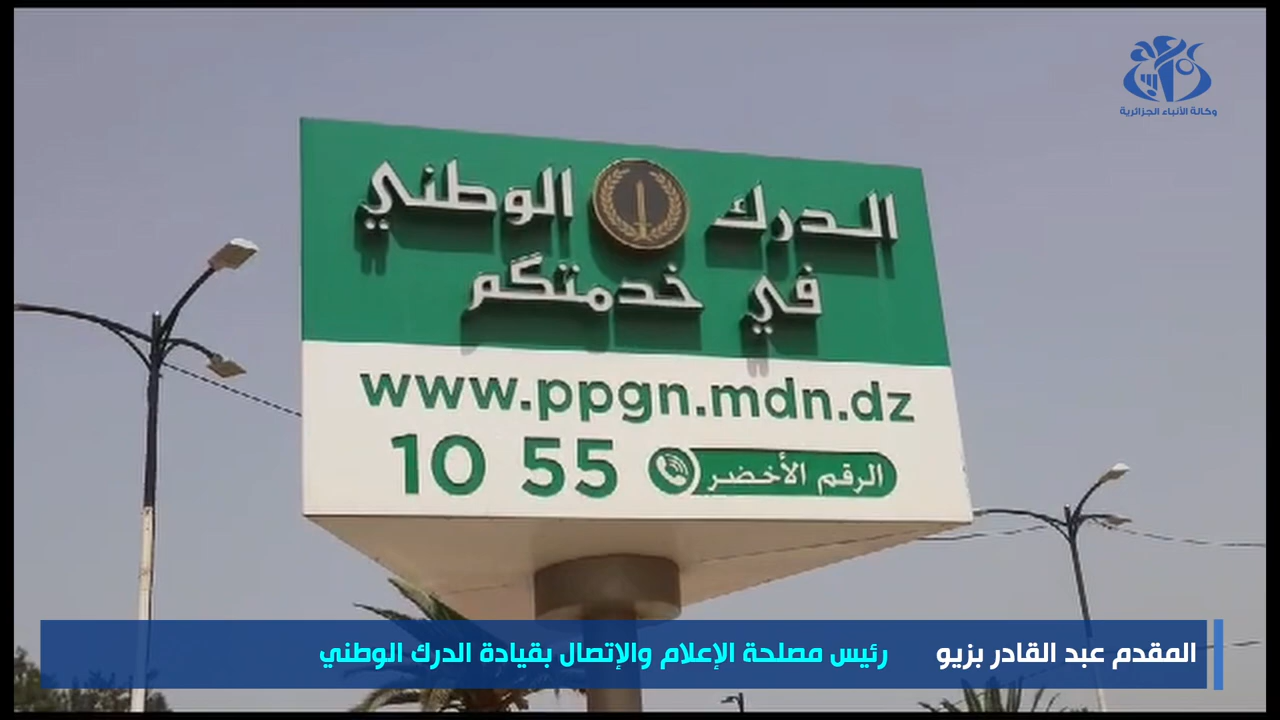 وكالة الأنباء الجزائرية
الدرك الوطني
في خدمتكم
www.ppgn.mdn.dz
10 55 الرقم الأخضر
المقدم عبد القادر بزيو رئيس مصلحة الإعلام والإتصال بقيادة الدرك الوطني